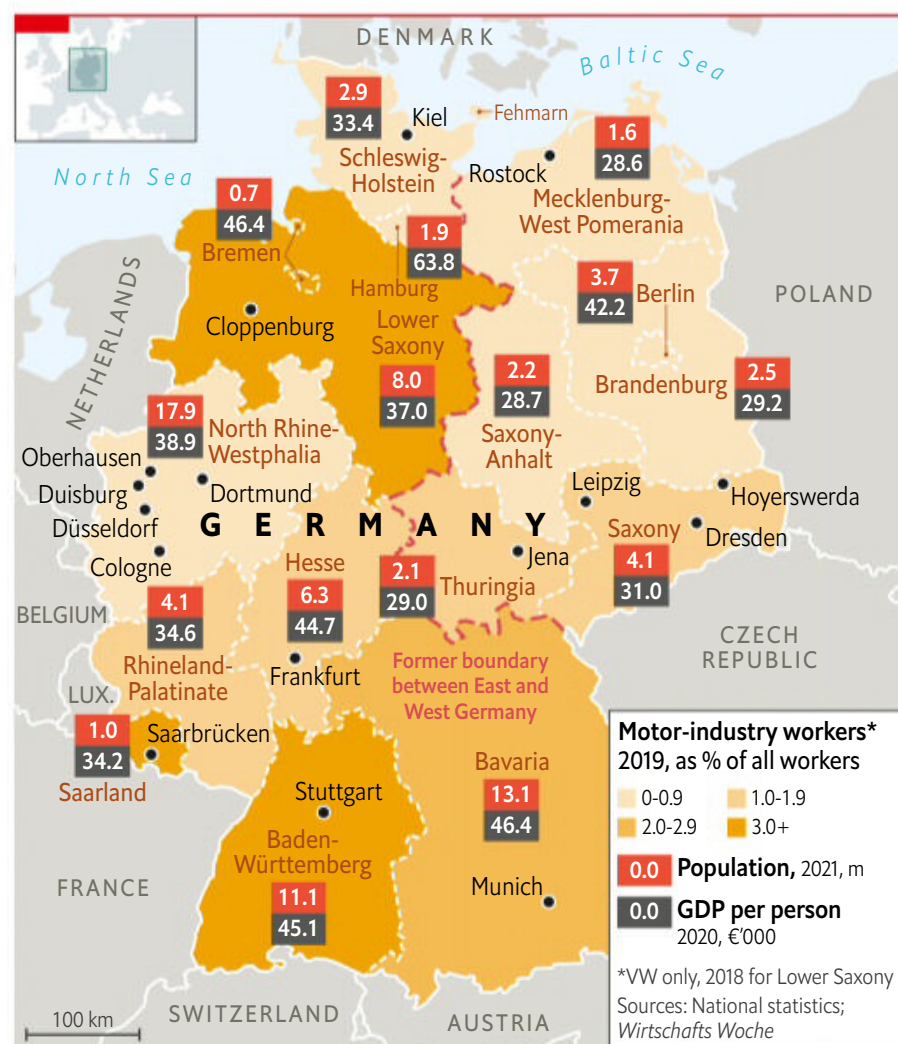 DENMARK
Baltic Sea
2.9
33.4
Kiel
Fehmarn
Schleswig-
Holstein
1.6
28.6
Rostock
Mecklenburg-
West Pomerania
North Sea
0.7
46.4
Bremen
1.9
63.8
Hamburg
3.7
42.2
Berlin
POLAND
NETHERLANDS
Cloppenburg
Lower
Saxony
8.0
37.0
2.2
28.7
Saxony-
Anhalt
Brandenburg
2.5
29.2
17.9
38.9
North Rhine-
Westphalia
Oberhausen
Duisburg
Dortmund
Düsseldorf
Cologne
GERMANY
Leipzig
Hoyerswerda
Saxony
Dresden
4.1
31.0
Hesse
6.3
44.7
2.1
29.0
Thuringia
Jena
BELGIUM
4.1
34.6
Rhineland-
Palatinate
Frankfurt
CZECH
REPUBLIC
Former boundary
between East and
West Germany
LUX.
1.0
34.2
Saarbrücken
Saarland
Stuttgart
Baden-
Württemberg
11.1
45.1
Bavaria
13.1
46.4
Munich
FRANCE
SWITZERLAND
AUSTRIA
100 km
Motor-industry workers*
2019, as % of all workers
0-0.9 1.0-1.9
2.0-2.9 3.0+
0.0 Population, 2021, m
0.0 GDP per person
2020, €'000
*VW only, 2018 for Lower Saxony
Sources: National statistics;
Wirtschafts Woche